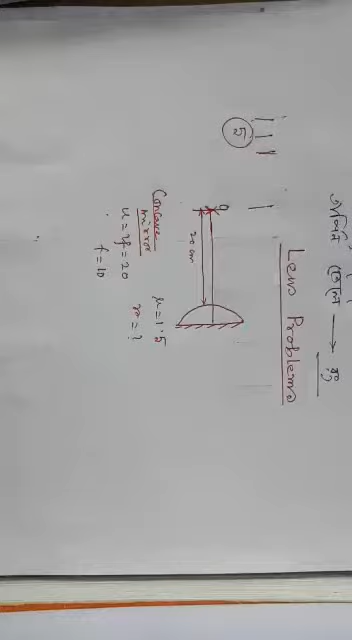 Lens Problems
5
20 cm
Concave
mirror
μ = 1.5
u = 2f = 20
r = ?
f = 10